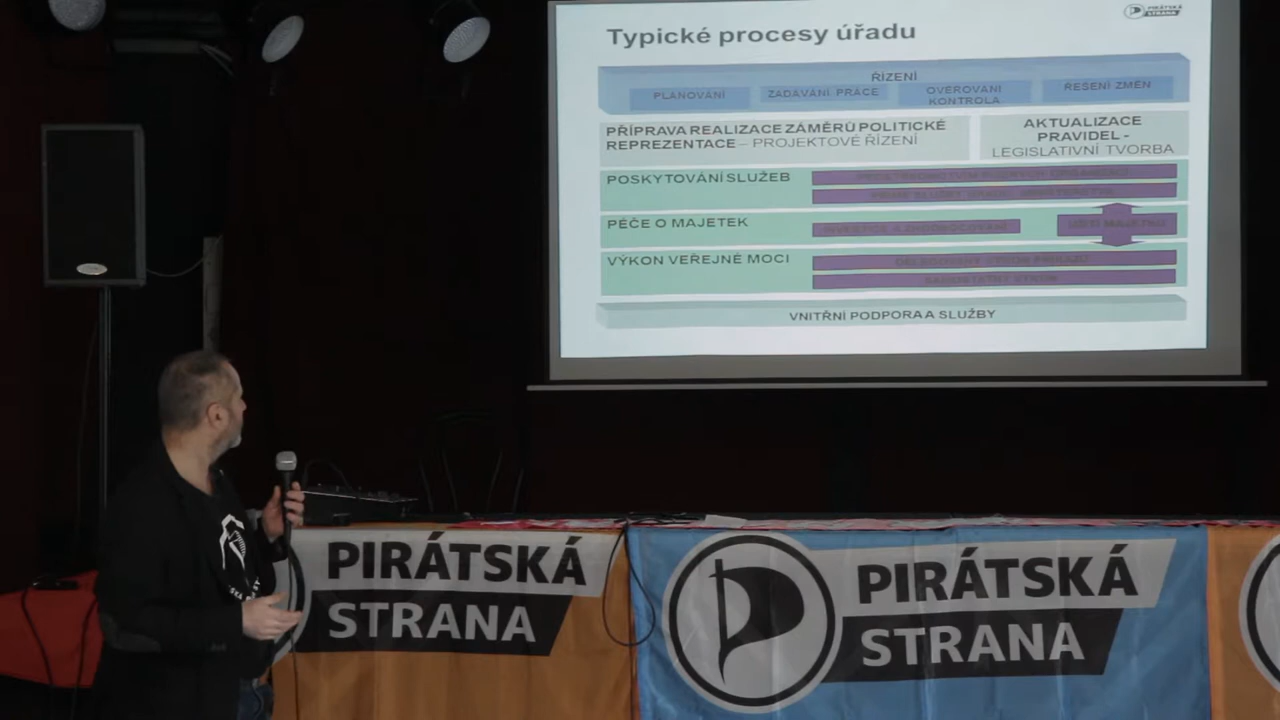 PIRÁTSKÁ
STRANA
Typické procesy úřadu
ŘÍZENÍ
PLÁNOVÁNÍ
ZADÁVÁNÍ PRÁCE
OVĚŘOVÁNÍ
KONTROLA
ŘEŠENÍ ZMĚN
PŘÍPRAVA REALIZACE ZÁMĚRŮ POLITICKÉ
REPREZENTACE – PROJEKTOVÉ ŘÍZENÍ
AKTUALIZACE
PRAVIDEL -
LEGISLATIVNÍ TVORBA
POSKYTOVÁNÍ SLUŽEB
PÉČE O MAJETEK
VÝKON VEŘEJNÉ MOCI
VNITŘNÍ PODPORA A SLUŽBY
PIRÁTSKÁ
STRANA
PIRÁTSKÁ
STRANA